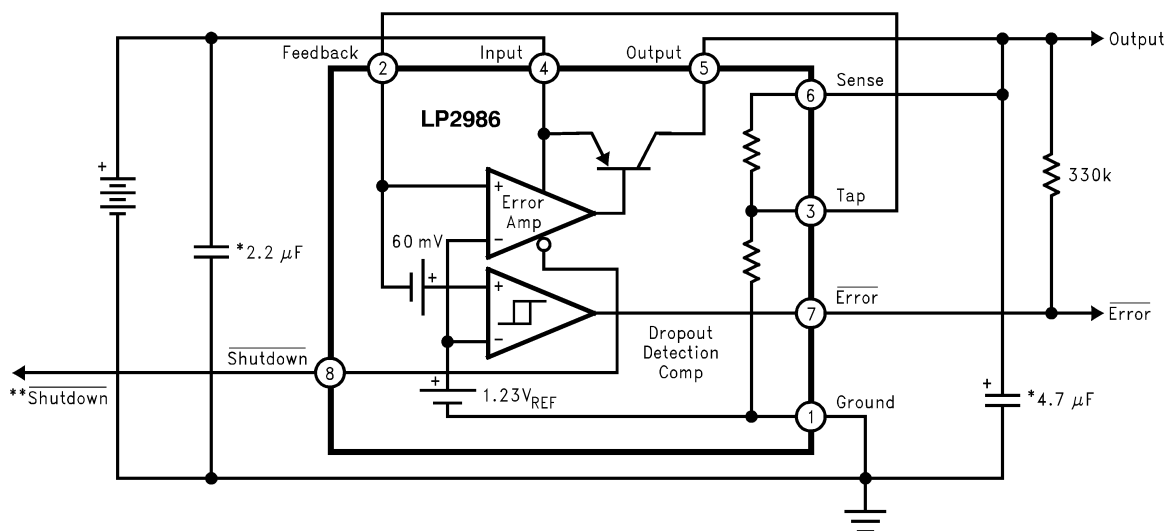 Feedback
Input
Output
Output
2
4
5
Sense
6
LP2986
+
+
Error
Amp
330k
Tap
3
−
60 mV
*2.2 μF
+
+
Error
7
Error
Dropout
Detection
Comp
−
Shutdown
8
**Shutdown
+
1.23VREF
Ground
1
+
*4.7 μF